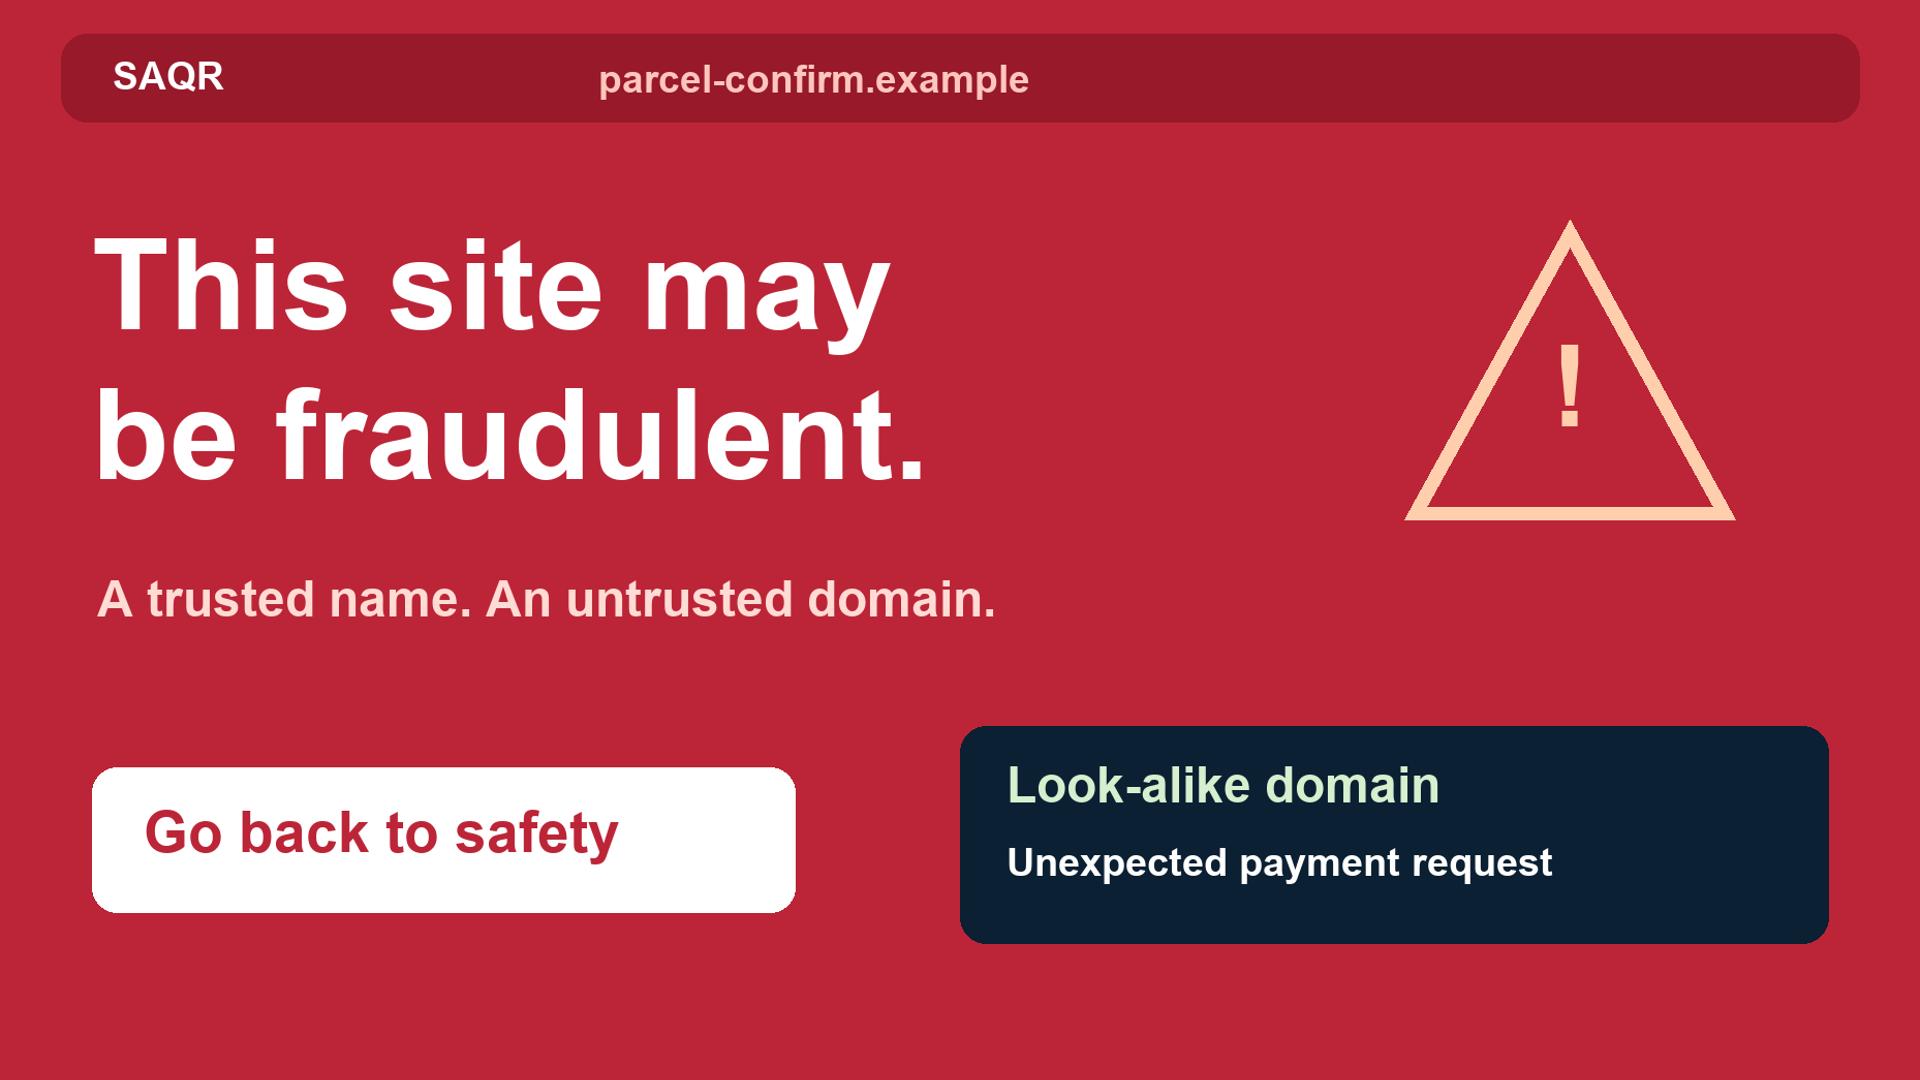 SAQR
parcel-confirm.example
This site may
be fraudulent.
!
A trusted name. An untrusted domain.
Go back to safety
Look-alike domain
Unexpected payment request